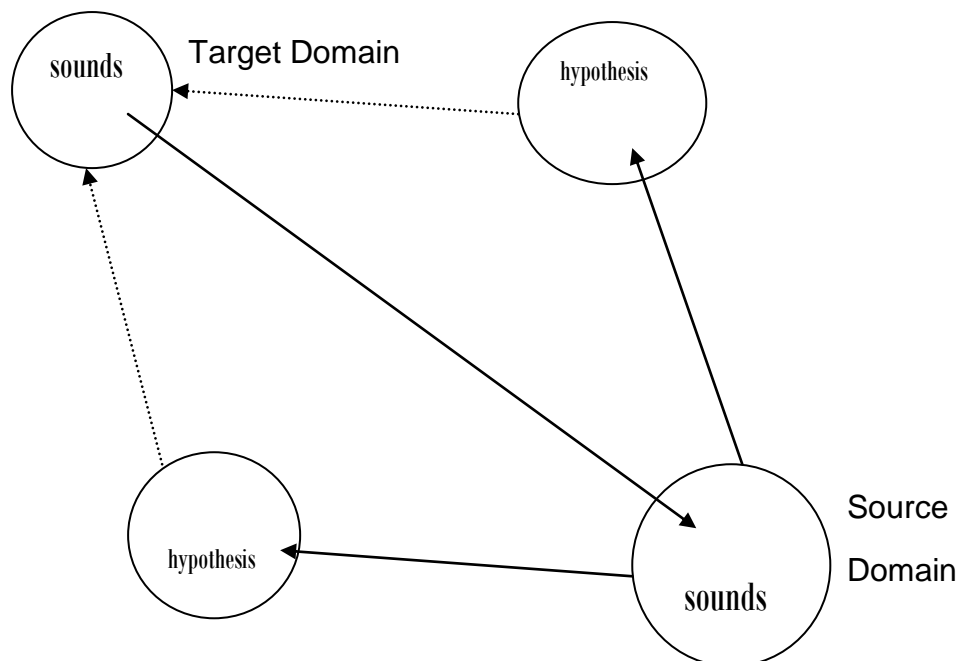 sounds
Target Domain
hypothesis
Source
Domain
hypothesis
sounds